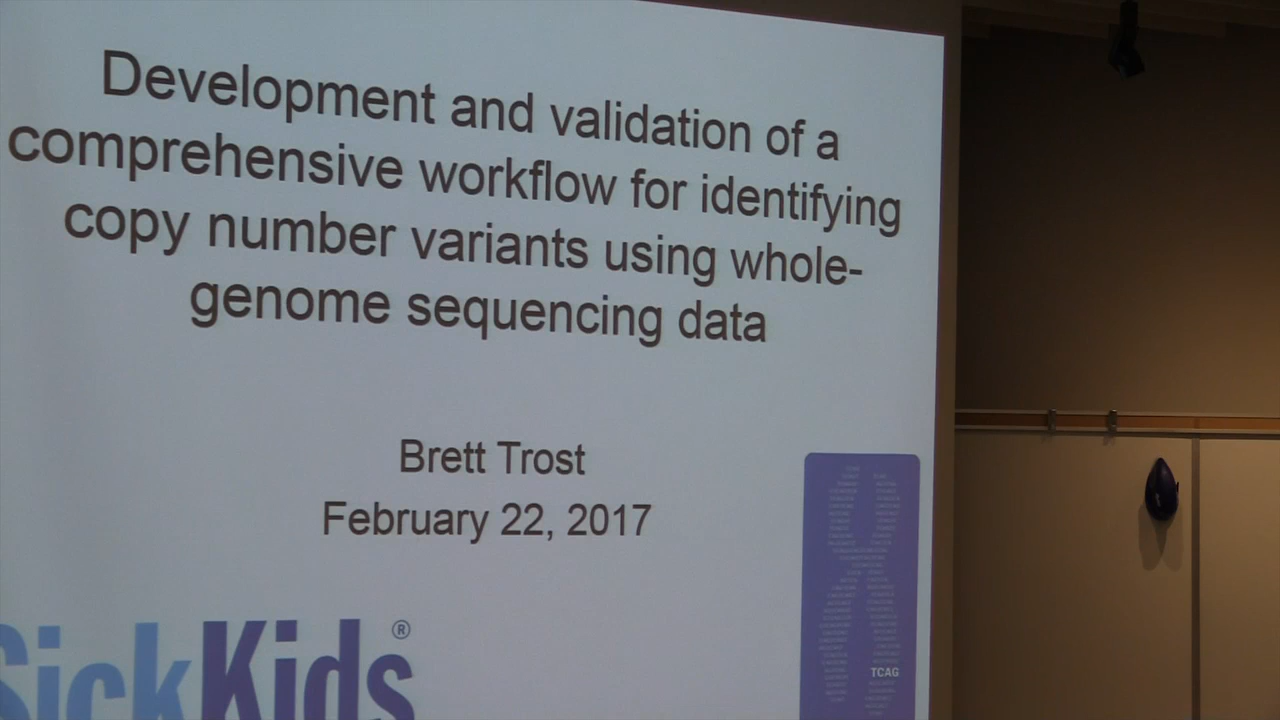 Development and validation of a
comprehensive workflow for identifying
copy number variants using whole-
genome sequencing data
Brett Trost
February 22, 2017
SickKids®
TCAG